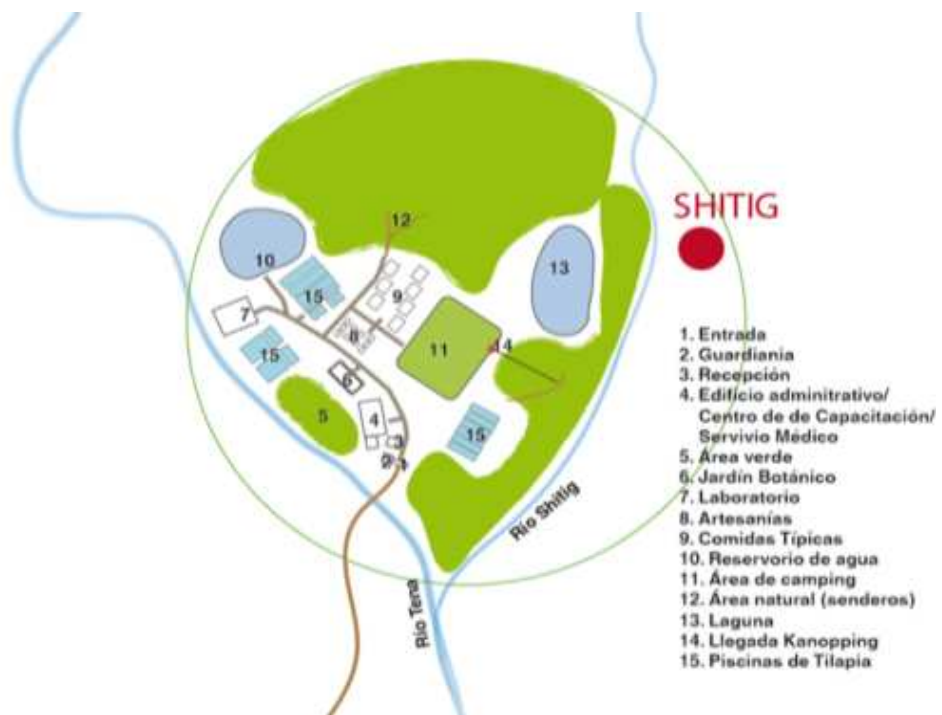 12
SHITIG
10
13
15
9
7
8
14
11
15
6
5
4
15
3
2
1
Río Shitig
Río Tena
1. Entrada
2. Guardiania
3. Recepción
4. Edificio adminitrativo/
Centro de de Capacitación/
Servivio Médico
5. Área verde
6. Jardín Botánico
7. Laboratorio
8. Artesanías
9. Comidas Típicas
10. Reservorio de agua
11. Área de camping
12. Área natural (senderos)
13. Laguna
14. Llegada Kanopping
15. Piscinas de Tilapia